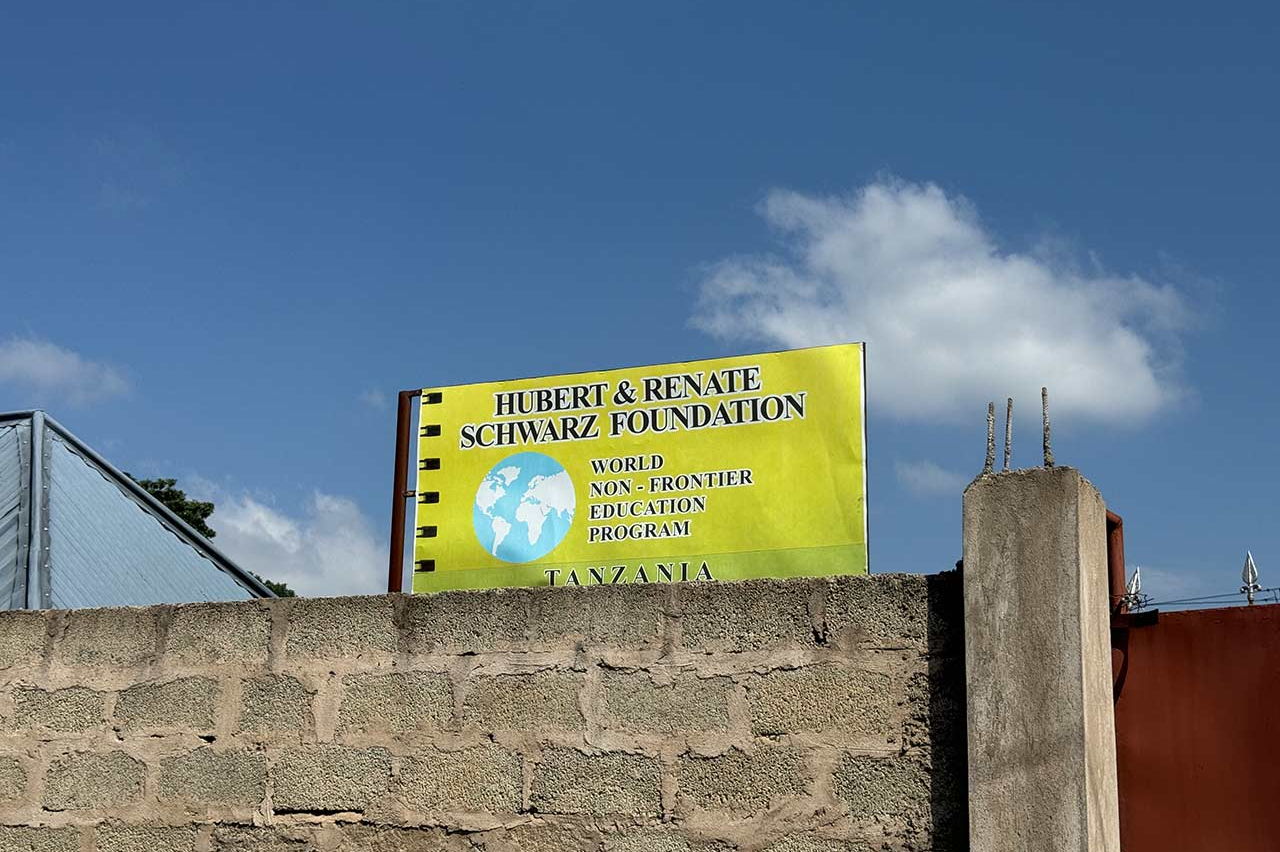 HUBERT & RENATE
SCHWARZ FOUNDATION
WORLD
NON - FRONTIER
EDUCATION
PROGRAM
TANZANIA